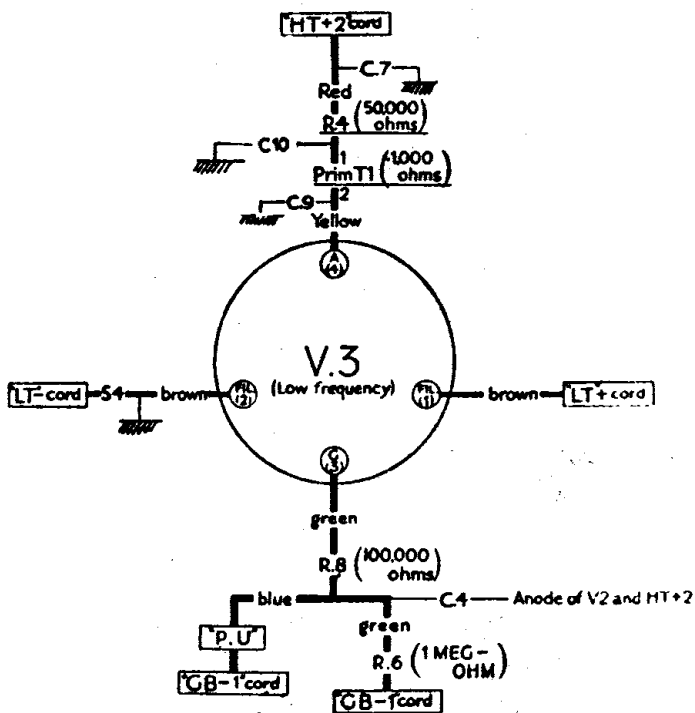 "HT+2"cord
C.7
Red
R.4 (50,000 ohms)
C10
1
Prim T1 (1,000 ohms)
2
C.9
Yellow
A (4)
V.3
(Low frequency)
"LT-cord
S4
brown
FIL (2)
FIL (1)
brown
"LT"+cord
G (3)
green
R.8 (100,000 ohms)
blue
C.4
Anode of V2 and HT+2
green
"P.U"
R.6 (1 MEG-OHM)
"GB-1"cord
"GB-1"cord